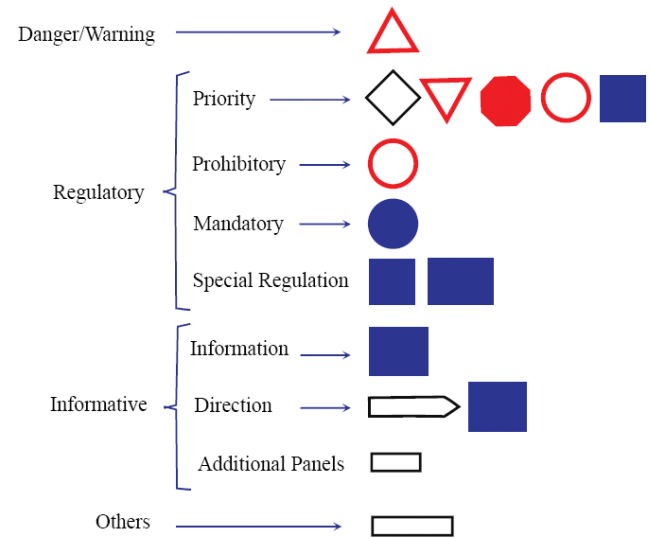 Danger/Warning
Regulatory
Priority
Prohibitory
Mandatory
Special Regulation
Informative
Information
Direction
Additional Panels
Others